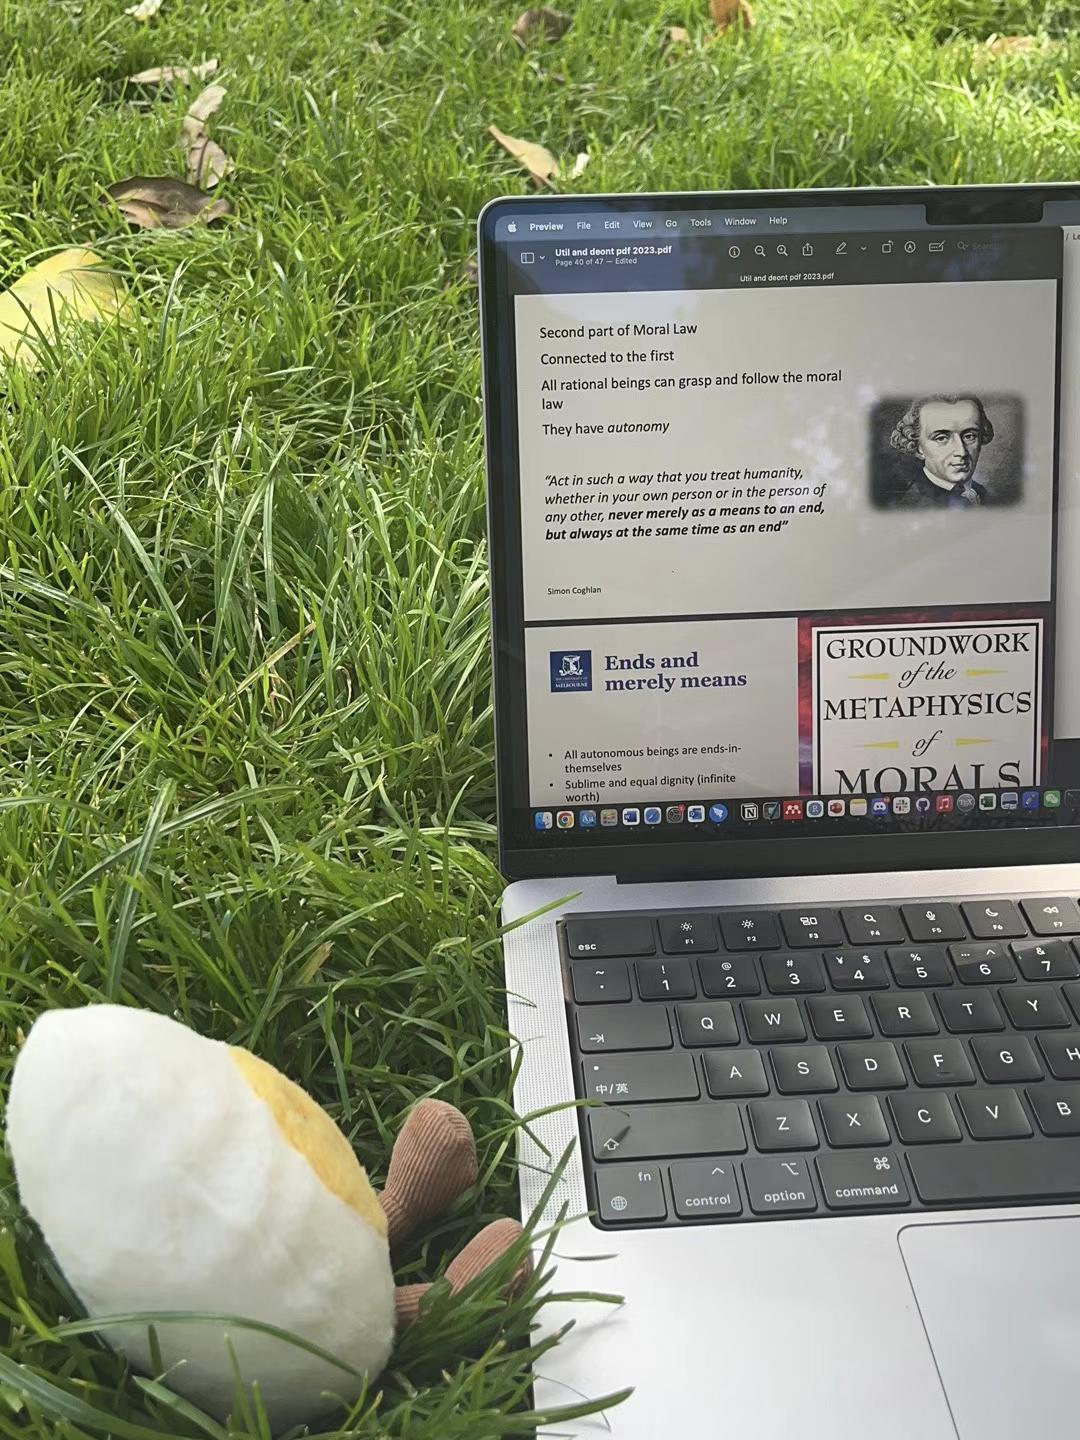 Preview File Edit View Go Tools Window Help
Util and deont pdf 2023.pdf
Page 40 of 47 — Edited
Search
Util and deont pdf 2023.pdf
Second part of Moral Law
Connected to the first
All rational beings can grasp and follow the moral
law
They have autonomy
“Act in such a way that you treat humanity,
whether in your own person or in the person of
any other, never merely as a means to an end,
but always at the same time as an end”
Simon Coghlan
MELBOURNE
Ends and
merely means
All autonomous beings are ends-in-
themselves
Sublime and equal dignity (infinite
worth)
GROUNDWORK
of the
METAPHYSICS
of
MORALS
esc F1 F2 F3 F4 F5 F6 F7
~ ! @ # ¥ $ % … ^ &
· 1 2 3 4 5 6 7
Q W E R T Y
中/英 A S D F G H
Z X C V B
fn control option command